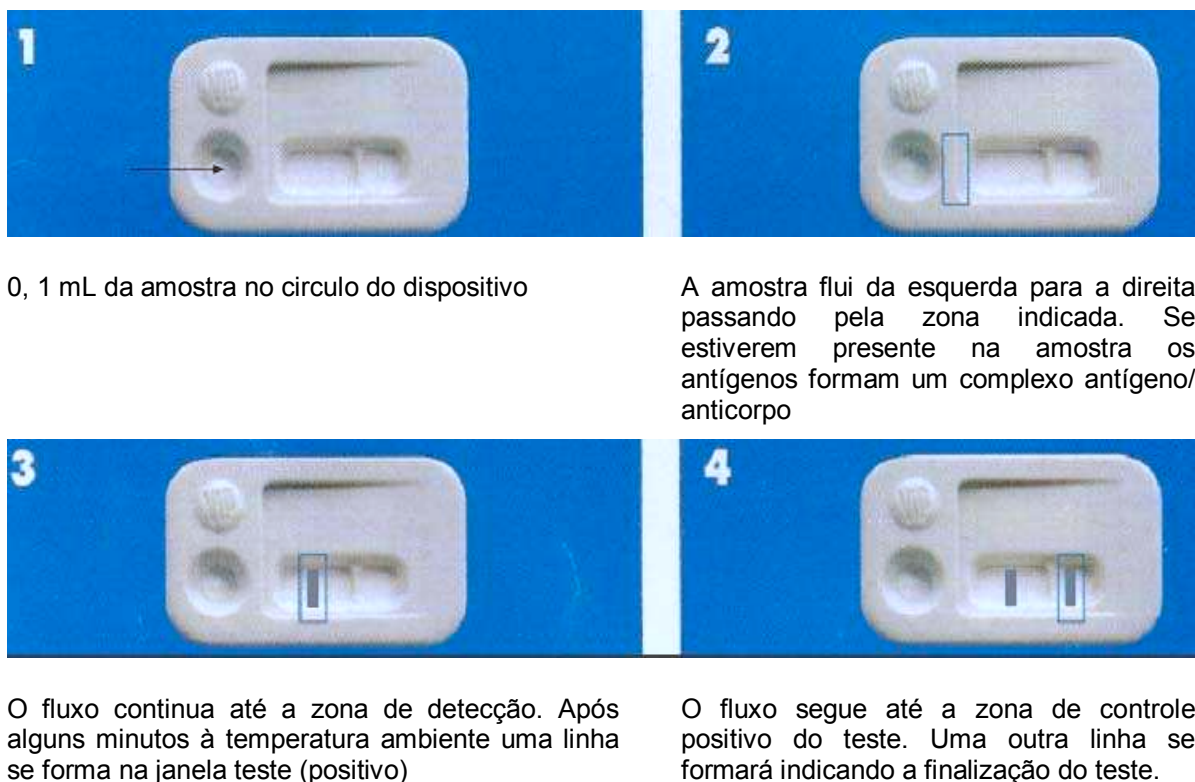 1
2
0, 1 mL da amostra no circulo do dispositivo
A amostra flui da esquerda para a direita
passando pela zona indicada. Se
estiverem presente na amostra os
antígenos formam um complexo antígeno/
anticorpo
3
4
O fluxo continua até a zona de detecção. Após
alguns minutos à temperatura ambiente uma linha
se forma na janela teste (positivo)
O fluxo segue até a zona de controle
positivo do teste. Uma outra linha se
formará indicando a finalização do teste.